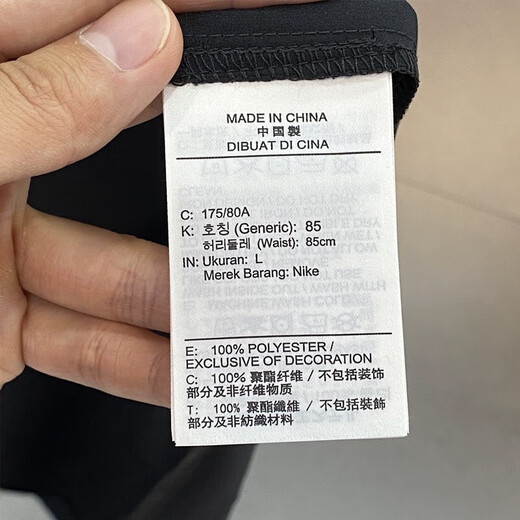 MADE IN CHINA
中國製
DIBUAT DI CINA
C: 175/80A
K: 호칭 (Generic): 85
허리둘레 (Waist): 85cm
IN: Ukuran: L
Merek Barang: Nike
E: 100% POLYESTER /
EXCLUSIVE OF DECORATION
C: 100% 聚酯纤维 / 不包括装饰
部分及非纤维物质
T: 100% 聚酯纖維 / 不包括裝飾
部分及非紡織材料